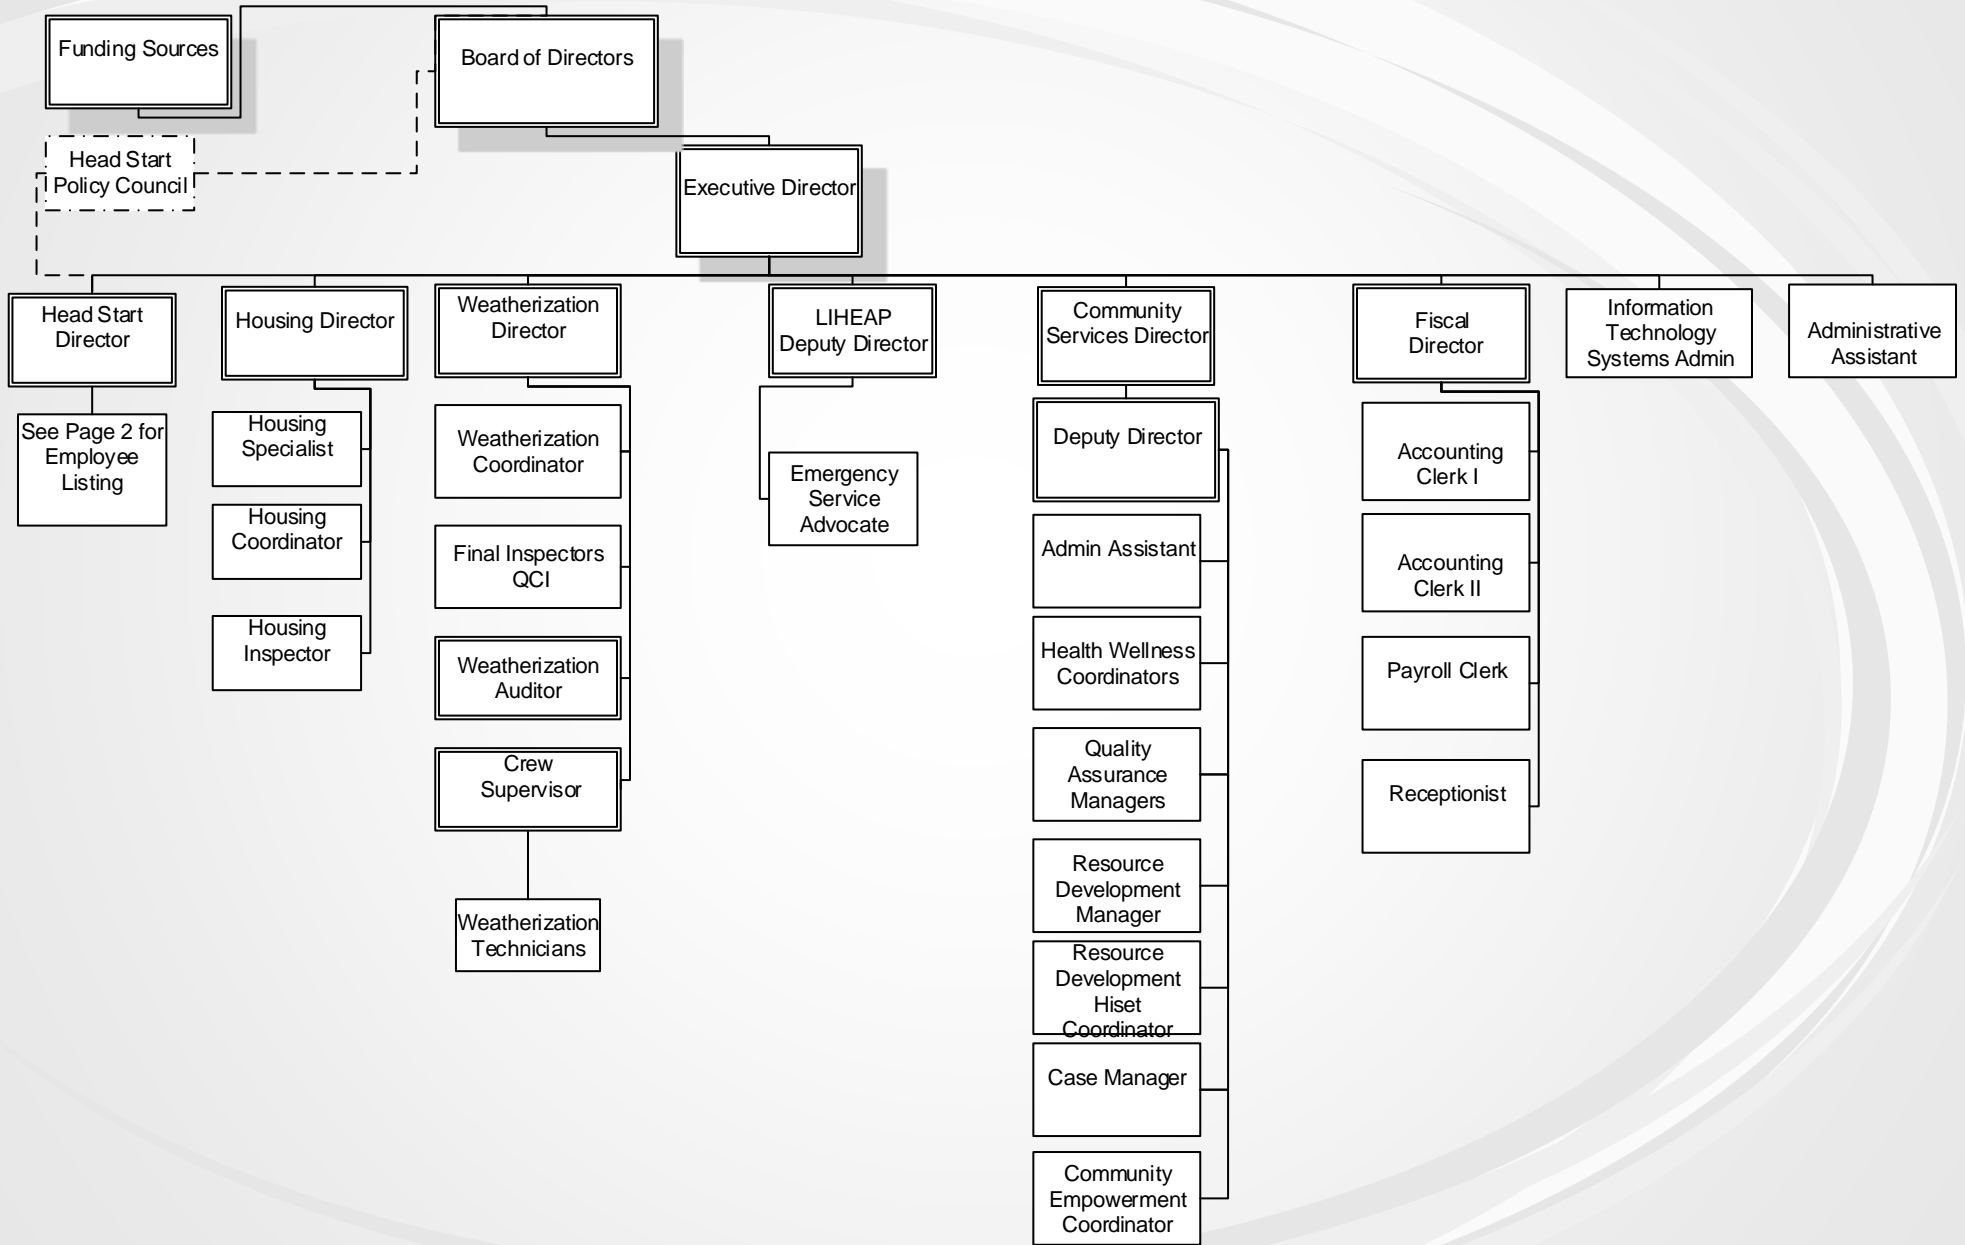 Funding Sources
Board of Directors
Head Start
Policy Council
Executive Director
Head Start
Director
Housing Director
Weatherization
Director
LIHEAP
Deputy Director
Community
Services Director
Fiscal
Director
Information
Technology
Systems Admin
Administrative
Assistant
See Page 2 for
Employee
Listing
Housing
Specialist
Housing
Coordinator
Housing
Inspector
Weatherization
Coordinator
Final Inspectors
QCI
Weatherization
Auditor
Crew
Supervisor
Weatherization
Technicians
Emergency
Service
Advocate
Deputy Director
Admin Assistant
Health Wellness
Coordinators
Quality
Assurance
Managers
Resource
Development
Manager
Resource
Development
Hiset
Coordinator
Case Manager
Community
Empowerment
Coordinator
Accounting
Clerk I
Accounting
Clerk II
Payroll Clerk
Receptionist